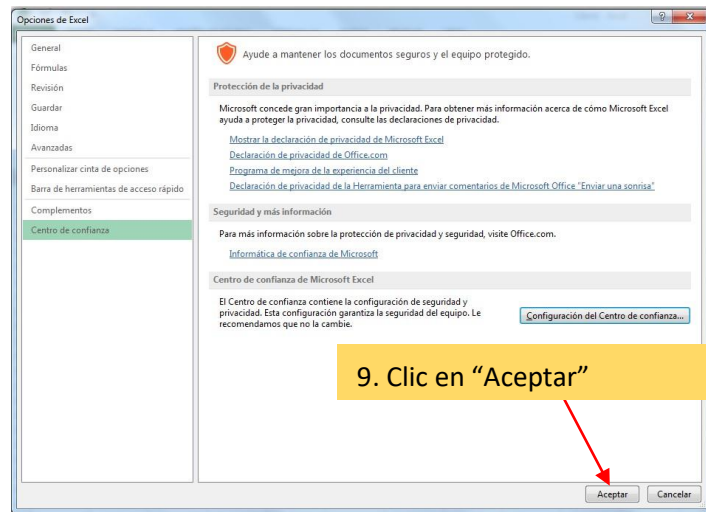 Opciones de Excel
General
Fórmulas
Revisión
Guardar
Idioma
Avanzadas
Personalizar cinta de opciones
Barra de herramientas de acceso rápido
Complementos
Centro de confianza
Ayude a mantener los documentos seguros y el equipo protegido.
Protección de la privacidad
Microsoft concede gran importancia a la privacidad. Para obtener más información acerca de cómo Microsoft Excel
ayuda a proteger la privacidad, consulte las declaraciones de privacidad.
Mostrar la declaración de privacidad de Microsoft Excel
Declaración de privacidad de Office.com
Programa de mejora de la experiencia del cliente
Declaración de privacidad de la Herramienta para enviar comentarios de Microsoft Office "Enviar una sonrisa"
Seguridad y más información
Para más información sobre la protección de privacidad y seguridad, visite Office.com.
Informática de confianza de Microsoft
Centro de confianza de Microsoft Excel
El Centro de confianza contiene la configuración de seguridad y
privacidad. Esta configuración garantiza la seguridad del equipo. Le
recomendamos que no la cambie.
Configuración del Centro de confianza...
9. Clic en “Aceptar”
Aceptar
Cancelar